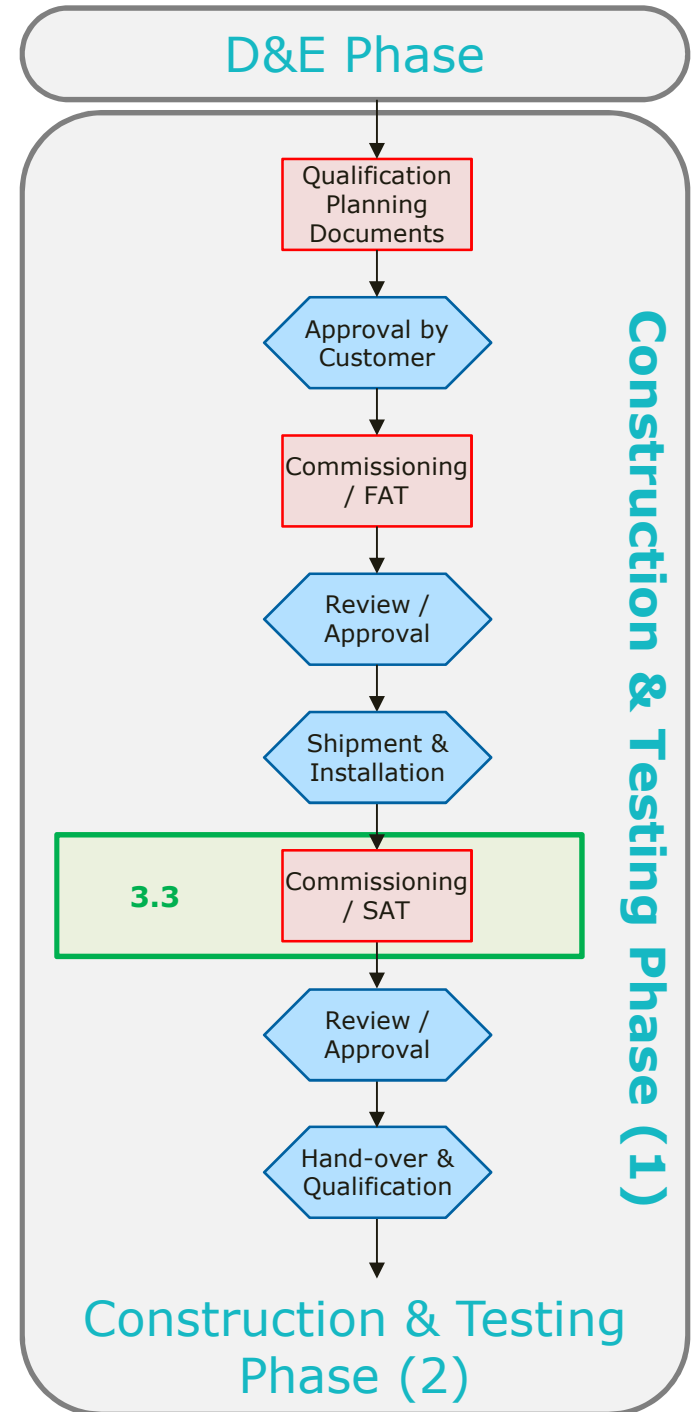 D&E Phase
Qualification
Planning
Documents
Approval by
Customer
Commissioning
/ FAT
Review /
Approval
Shipment &
Installation
3.3
Commissioning
/ SAT
Review /
Approval
Hand-over &
Qualification
Construction & Testing Phase (1)
Construction & Testing
Phase (2)